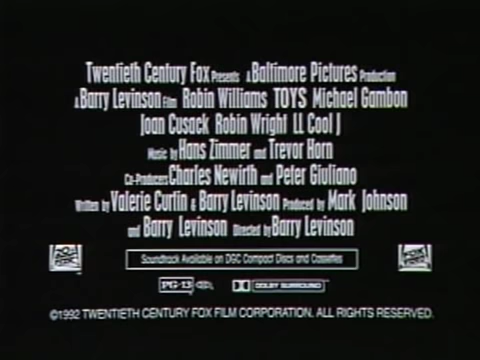 Twentieth Century Fox Presents A Baltimore Pictures Production
A Barry Levinson Film Robin Williams TOYS Michael Gambon
Joan Cusack Robin Wright LL Cool J
Music by Hans Zimmer and Trevor Horn
Co-Producers Charles Newirth and Peter Giuliano
Written by Valerie Curtin & Barry Levinson Produced by Mark Johnson
and Barry Levinson Directed by Barry Levinson
Soundtrack Available on DGC Compact Discs and Cassettes
PG-13 DOLBY SURROUND
©1992 TWENTIETH CENTURY FOX FILM CORPORATION. ALL RIGHTS RESERVED.